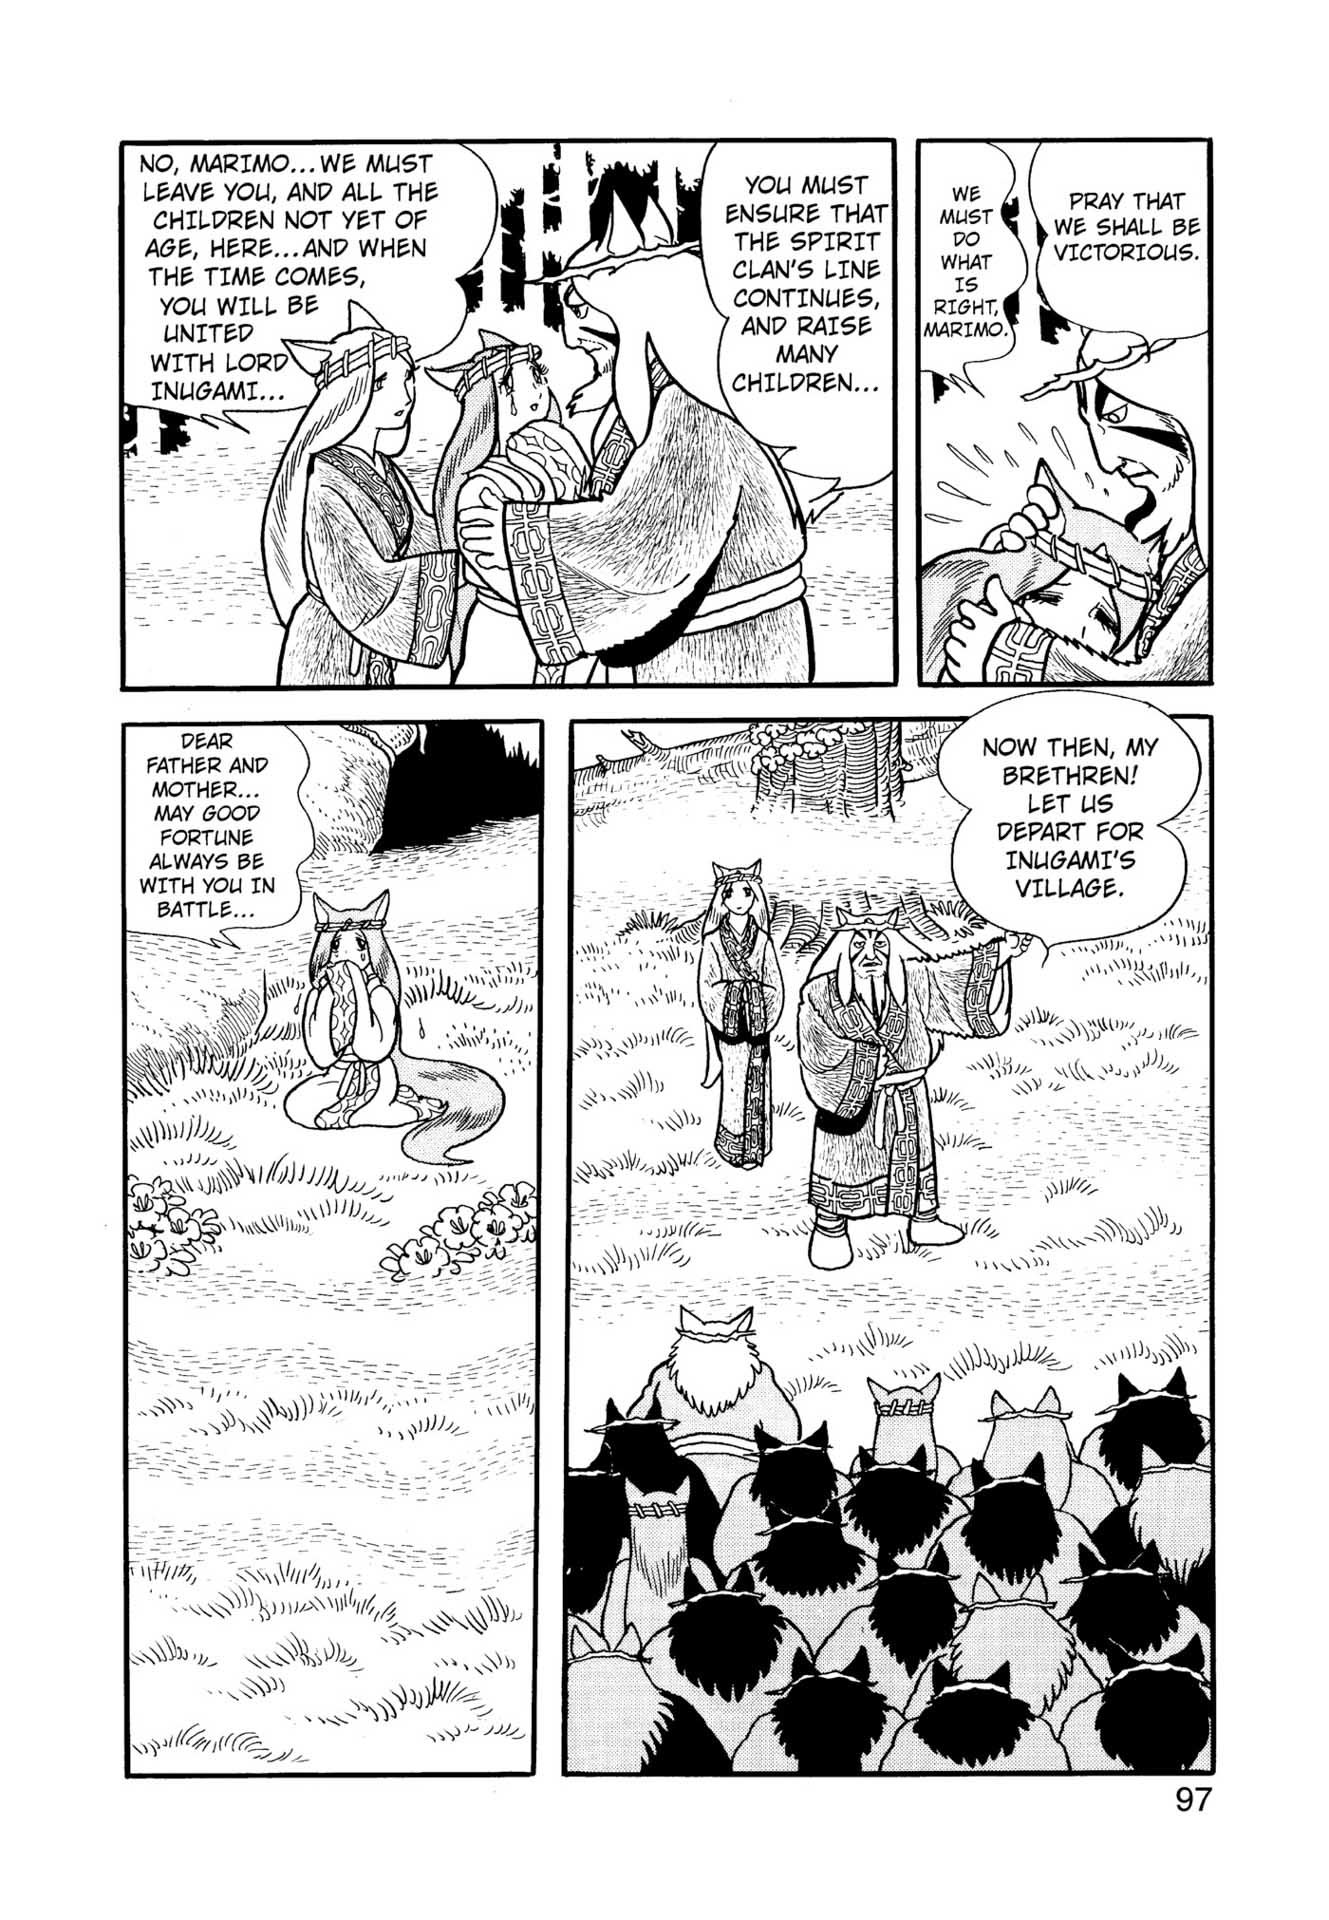 NO, MARIMO...WE MUST
LEAVE YOU, AND ALL THE
CHILDREN NOT YET OF
AGE, HERE...AND WHEN
THE TIME COMES,
YOU WILL BE
UNITED
WITH LORD
INUGAMI...
YOU MUST
ENSURE THAT
THE SPIRIT
CLAN'S LINE
CONTINUES,
AND RAISE
MANY
CHILDREN...
WE
MUST
DO
WHAT
IS
RIGHT,
MARIMO.
PRAY THAT
WE SHALL BE
VICTORIOUS.
DEAR
FATHER AND
MOTHER...
MAY GOOD
FORTUNE
ALWAYS BE
WITH YOU IN
BATTLE...
NOW THEN, MY
BRETHREN!
LET US
DEPART FOR
INUGAMI'S
VILLAGE.
97